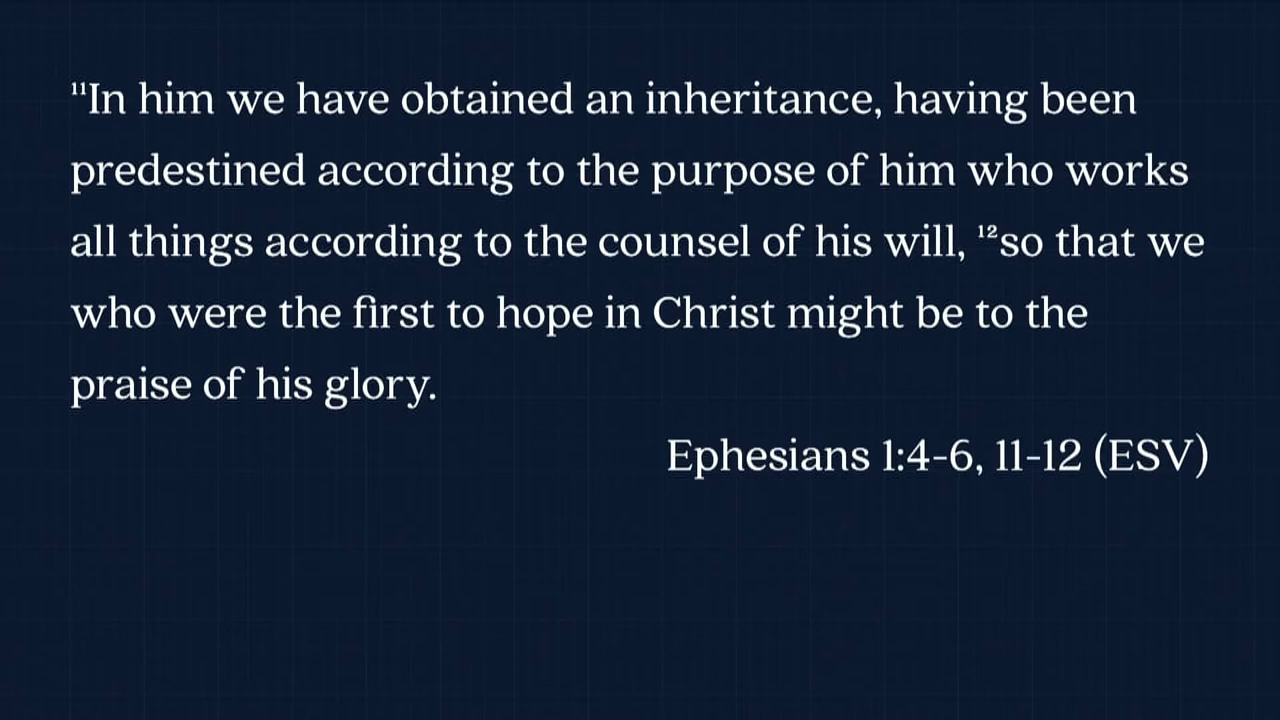 ¹¹In him we have obtained an inheritance, having been
predestined according to the purpose of him who works
all things according to the counsel of his will, ¹²so that we
who were the first to hope in Christ might be to the
praise of his glory.
Ephesians 1:4-6, 11-12 (ESV)